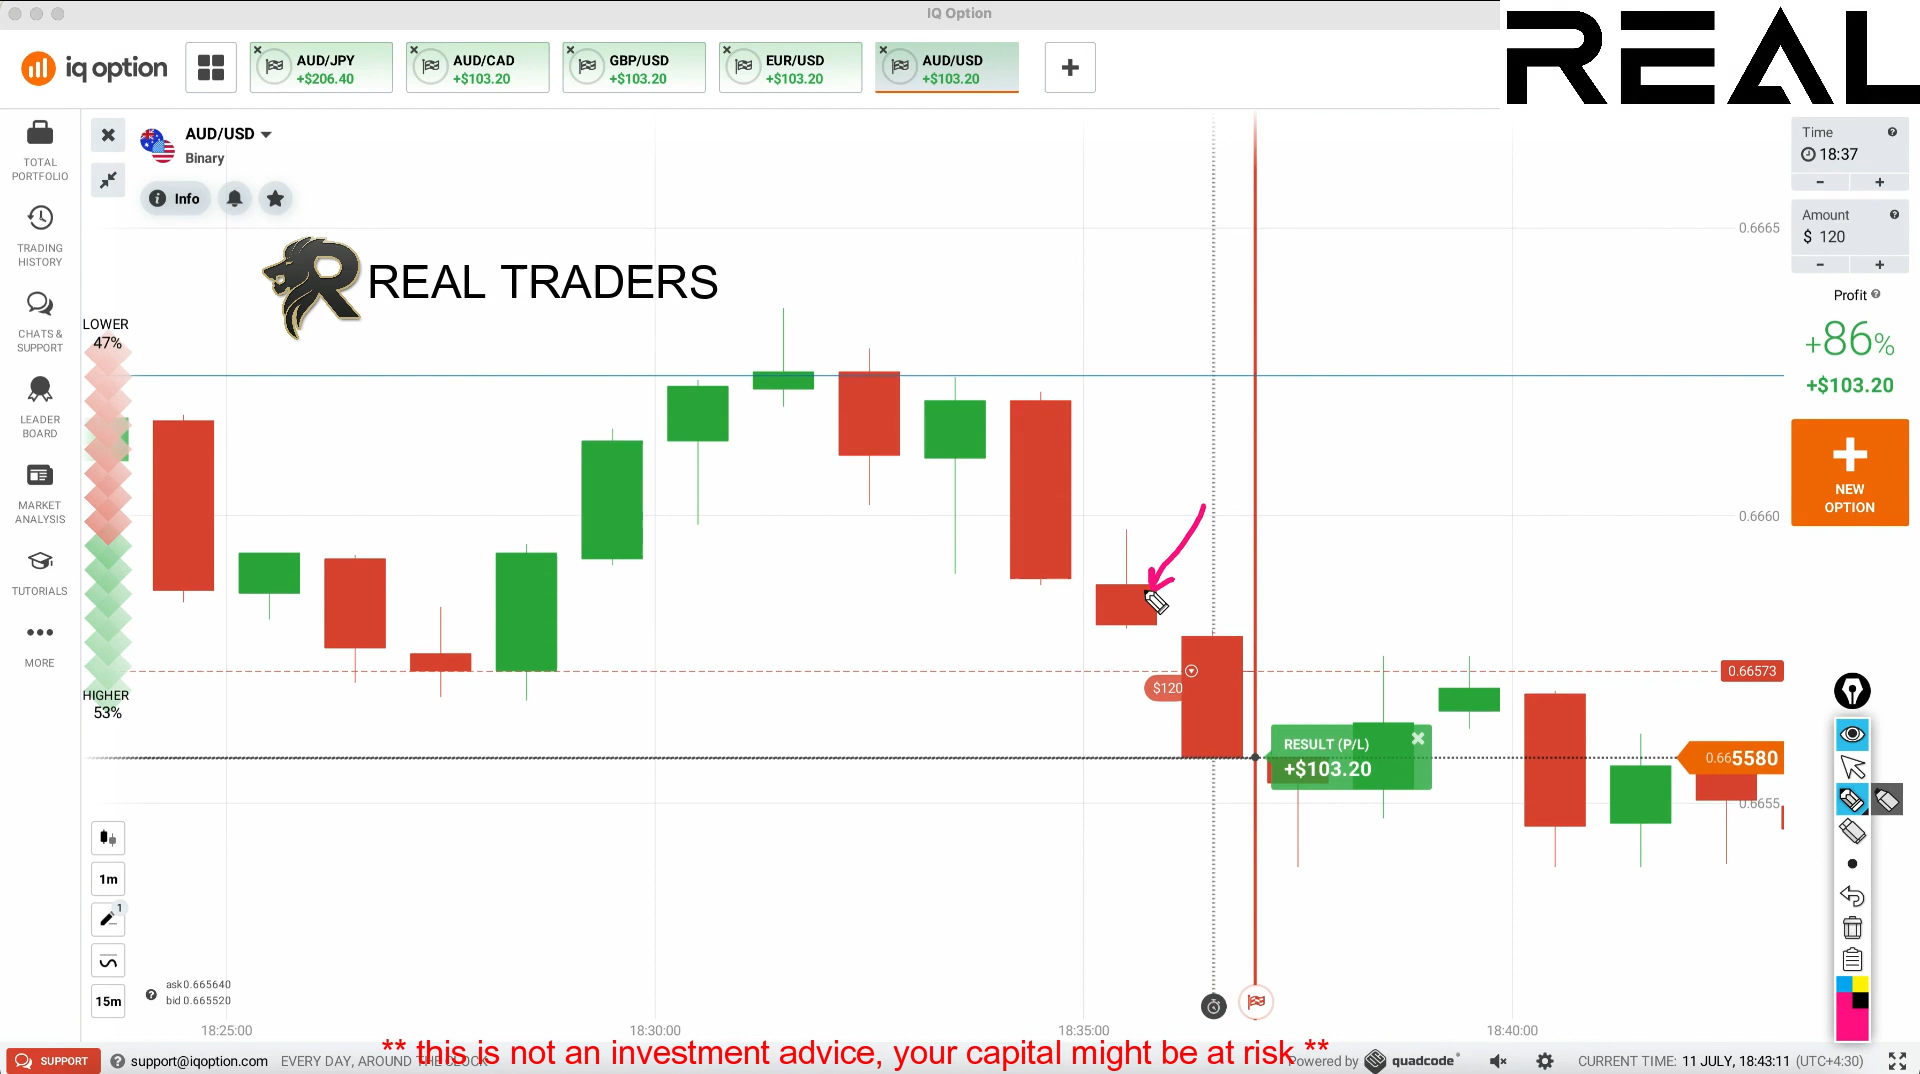 IQ Option
REAL
iq option
AUD/JPY
+$206.40
AUD/CAD
+$103.20
GBP/USD
+$103.20
EUR/USD
+$103.20
AUD/USD
+$103.20
+
TOTAL
PORTFOLIO
TRADING
HISTORY
CHATS &
SUPPORT
LEADER
BOARD
MARKET
ANALYSIS
TUTORIALS
MORE
AUD/USD
Binary
Info
R REAL TRADERS
LOWER
47%
HIGHER
53%
Time
18:37
- +
Amount
$ 120
- +
Profit
+86%
+$103.20
NEW
OPTION
0.6665
0.6660
0.66573
0.665580
0.6655
$120
RESULT (P/L)
+$103.20
1m
1
15m
ask 0.665640
bid 0.665520
18:25:00
18:30:00
18:35:00
18:40:00
** this is not an investment advice, your capital might be at risk **
SUPPORT
support@iqoption.com
EVERY DAY, AROUND THE CLOCK
Powered by quadcode
CURRENT TIME: 11 JULY, 18:43:11 (UTC+4:30)